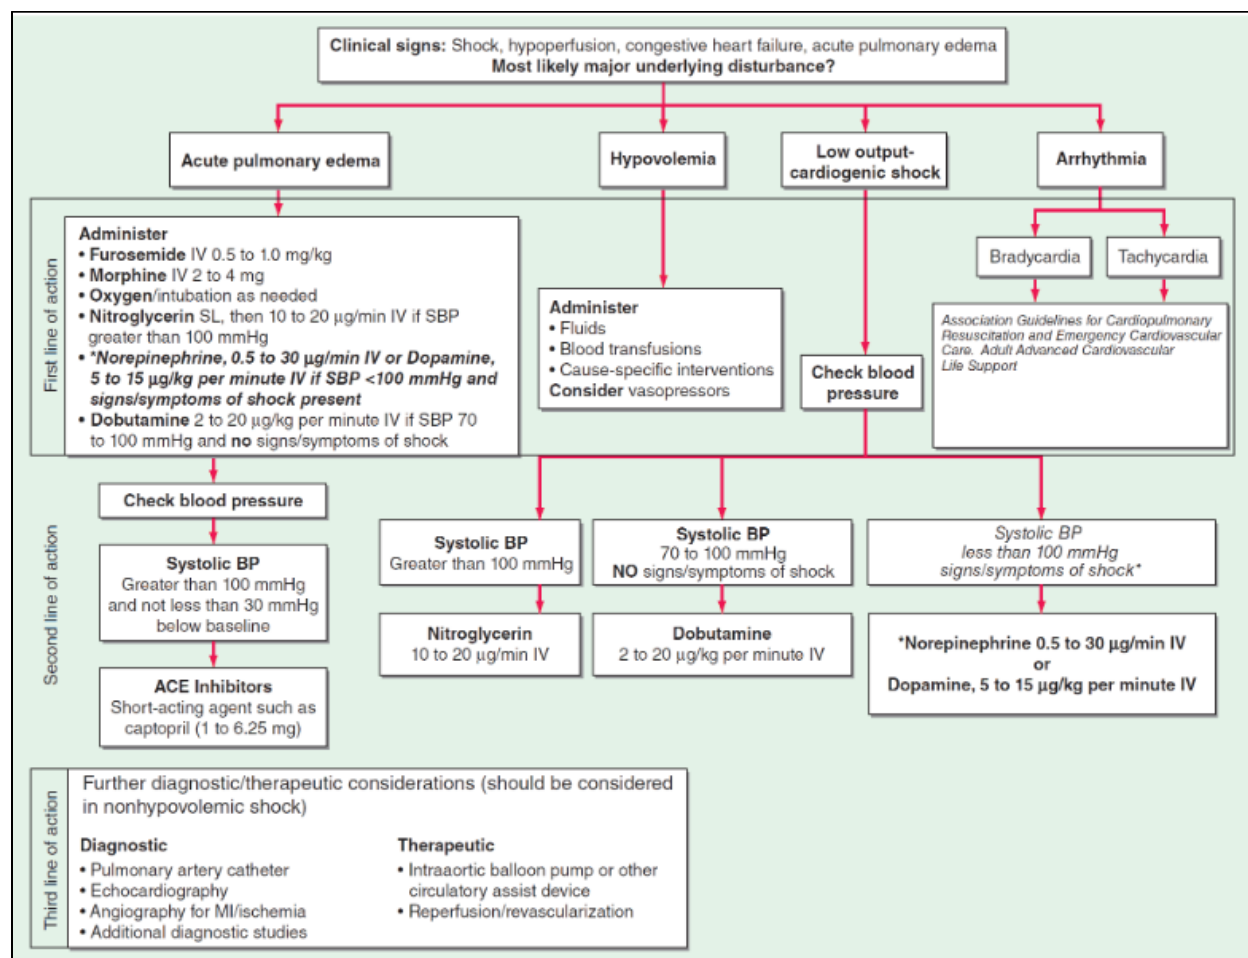 Clinical signs: Shock, hypoperfusion, congestive heart failure, acute pulmonary edema
Most likely major underlying disturbance?
Acute pulmonary edema
Hypovolemia
Low output-
cardiogenic shock
Arrhythmia
First line of action
Administer
• Furosemide IV 0.5 to 1.0 mg/kg
• Morphine IV 2 to 4 mg
• Oxygen/intubation as needed
• Nitroglycerin SL, then 10 to 20 µg/min IV if SBP
greater than 100 mmHg
• *Norepinephrine, 0.5 to 30 µg/min IV or Dopamine,
5 to 15 µg/kg per minute IV if SBP <100 mmHg and
signs/symptoms of shock present
• Dobutamine 2 to 20 µg/kg per minute IV if SBP 70
to 100 mmHg and no signs/symptoms of shock
Administer
• Fluids
• Blood transfusions
• Cause-specific interventions
Consider vasopressors
Check blood
pressure
Bradycardia
Tachycardia
Association Guidelines for Cardiopulmonary
Resuscitation and Emergency Cardiovascular
Care. Adult Advanced Cardiovascular
Life Support
Second line of action
Check blood pressure
Systolic BP
Greater than 100 mmHg
and not less than 30 mmHg
below baseline
ACE Inhibitors
Short-acting agent such as
captopril (1 to 6.25 mg)
Systolic BP
Greater than 100 mmHg
Nitroglycerin
10 to 20 µg/min IV
Systolic BP
70 to 100 mmHg
NO signs/symptoms of shock
Dobutamine
2 to 20 µg/kg per minute IV
Systolic BP
less than 100 mmHg
signs/symptoms of shock*
*Norepinephrine 0.5 to 30 µg/min IV
or
Dopamine, 5 to 15 µg/kg per minute IV
Third line of action
Further diagnostic/therapeutic considerations (should be considered
in nonhypovolemic shock)
Diagnostic
• Pulmonary artery catheter
• Echocardiography
• Angiography for MI/ischemia
• Additional diagnostic studies
Therapeutic
• Intraaortic balloon pump or other
circulatory assist device
• Reperfusion/revascularization